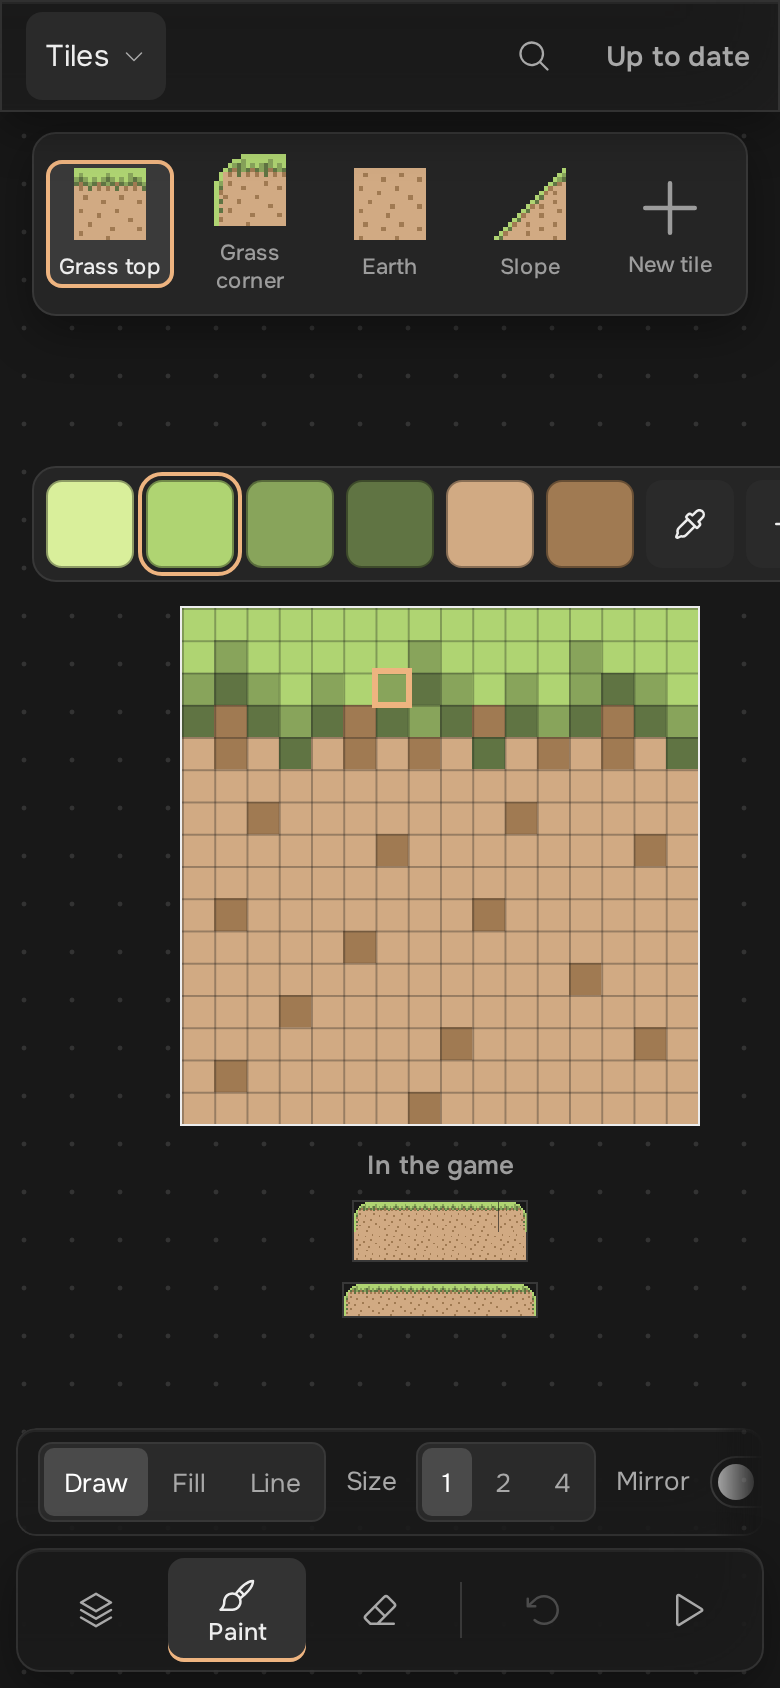 Tiles
Up to date
Grass top
Grass
corner
Earth
Slope
New tile
In the game
Draw
Fill
Line
Size
1
2
4
Mirror
Paint